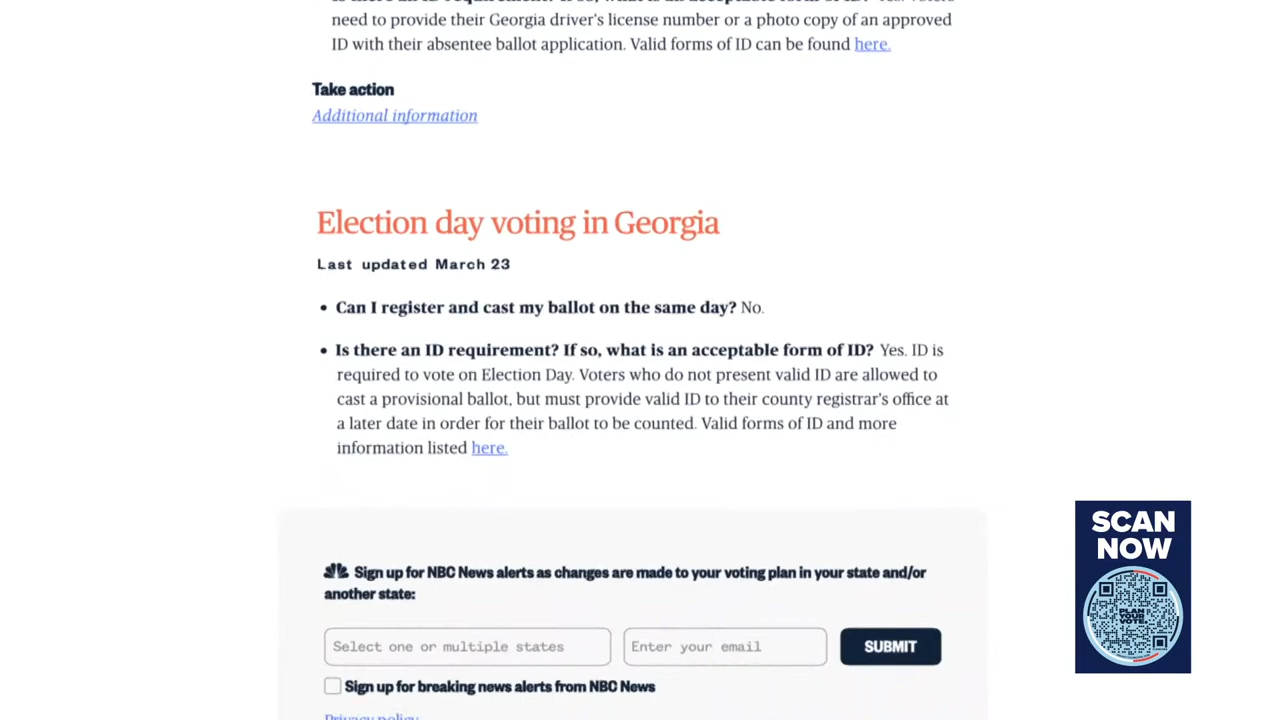 need to provide their Georgia driver's license number or a photo copy of an approved
ID with their absentee ballot application. Valid forms of ID can be found here.
Take action
Additional information
Election day voting in Georgia
Last updated March 23
• Can I register and cast my ballot on the same day? No.
• Is there an ID requirement? If so, what is an acceptable form of ID? Yes. ID is
required to vote on Election Day. Voters who do not present valid ID are allowed to
cast a provisional ballot, but must provide valid ID to their county registrar's office at
a later date in order for their ballot to be counted. Valid forms of ID and more
information listed here.
Sign up for NBC News alerts as changes are made to your voting plan in your state and/or
another state:
Select one or multiple states
Enter your email
SUBMIT
Sign up for breaking news alerts from NBC News
Privacy policy
SCAN
NOW
PLAN
YOUR
VOTE.